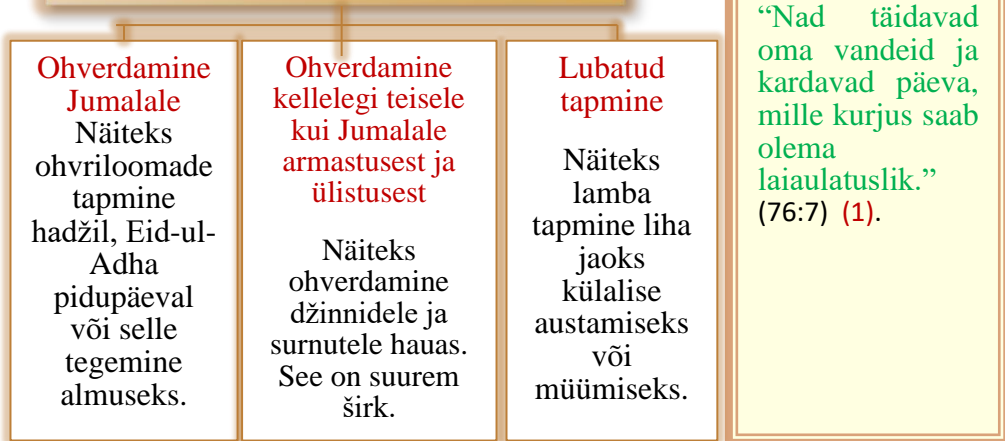 Ohverdamine
Jumalale
Näiteks
ohvriloomade
tapmine
hadžil, Eid-ul-
Adha
pidupäeval
või selle
tegemine
almuseks.
Ohverdamine
kellelegi teisele
kui Jumalale
armastusest ja
ülistusest
Näiteks
ohverdamine
džinnidele ja
surnutele hauas.
See on suurem
širk.
Lubatud
tapmine
Näiteks
lamba
tapmine liha
jaoks
külalise
austamiseks
või
müümiseks.
“Nad täidavad
oma vandeid ja
kardavad päeva,
mille kurjus saab
olema
laiaulatuslik.”
(76:7) (1).